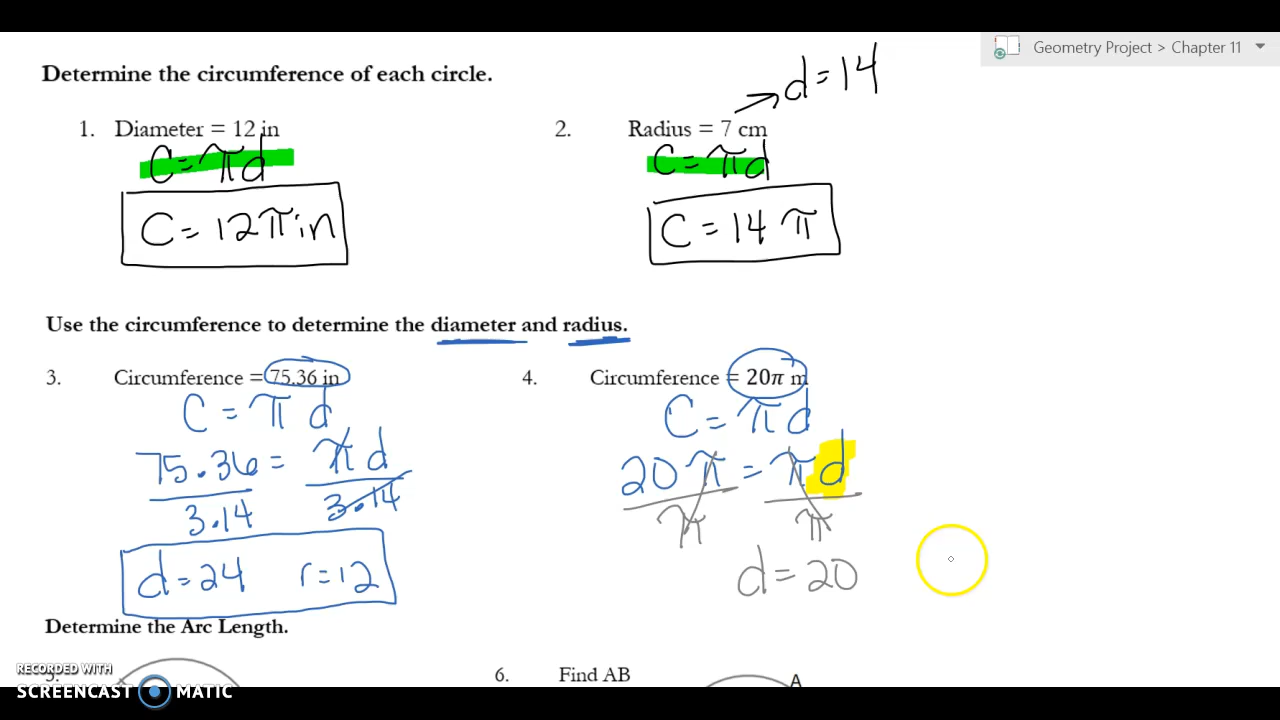 Geometry Project > Chapter 11
Determine the circumference of each circle.
d=14
1. Diameter = 12 in
2. Radius = 7 cm
C=πd
C=πd
C=12π in
C=14π
Use the circumference to determine the diameter and radius.
3. Circumference = 75.36 in
4. Circumference = 20π m
C=πd
C=πd
75.36=πd
20π=πd
3.14 3.14
π π
d=24 r=12
d=20
Determine the Arc Length.
RECORDED WITH
SCREENCAST MATIC
5.
6. Find AB
A